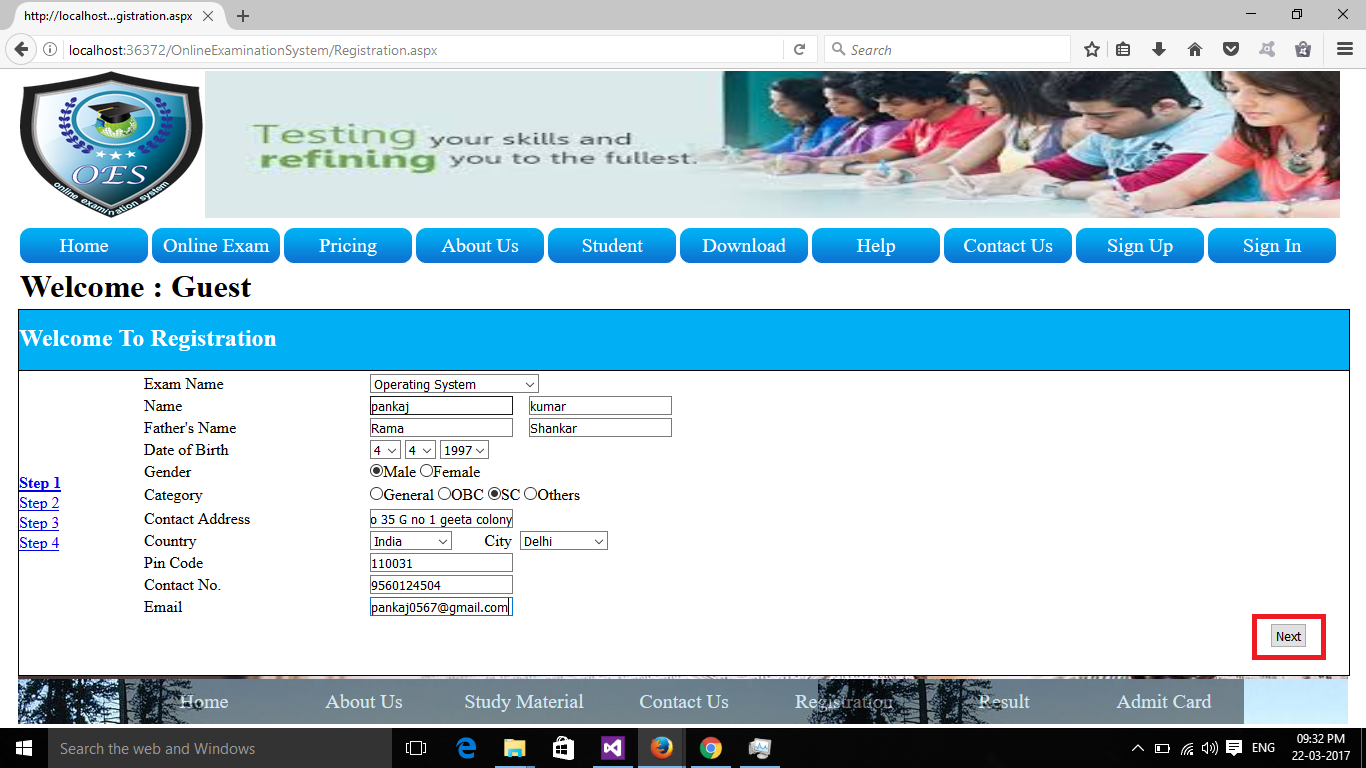 http://localhost...gistration.aspx
localhost:36372/OnlineExaminationSystem/Registration.aspx
Search
OES
online examination system
Testing your skills and
refining you to the fullest.
Home Online Exam Pricing About Us Student Download Help Contact Us Sign Up Sign In
Welcome : Guest
Welcome To Registration
Exam Name Operating System
Name pankaj kumar
Father's Name Rama Shankar
Date of Birth 4 4 1997
Gender Male Female
Step 1
Category General OBC SC Others
Step 2
Contact Address o 35 G no 1 geeta colony
Step 3
Country India City Delhi
Step 4
Pin Code 110031
Contact No. 9560124504
Email pankaj0567@gmail.com
Next
Home About Us Study Material Contact Us Registration Result Admit Card
Search the web and Windows
ENG
09:32 PM
22-03-2017